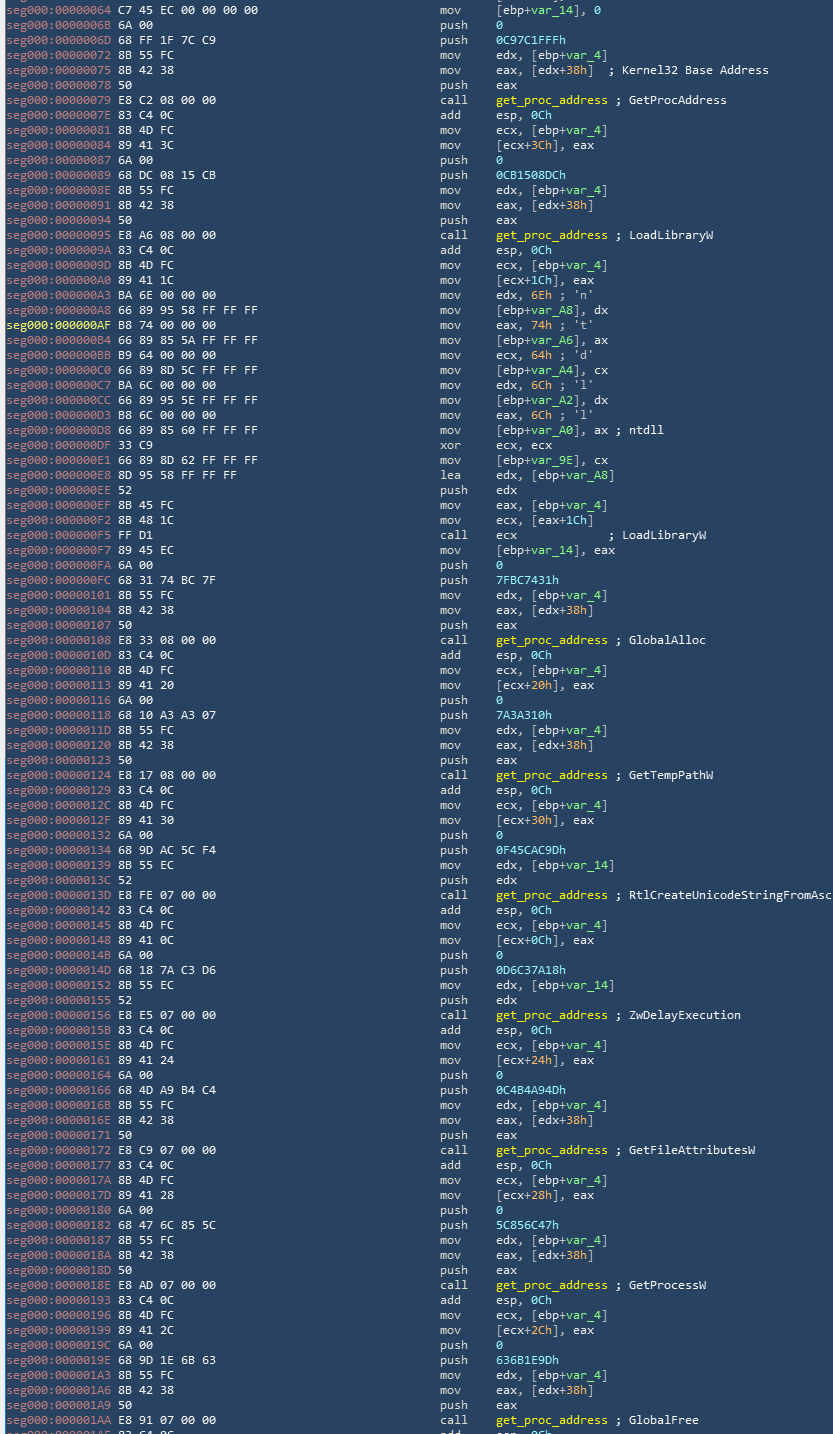 seg000:00000064 C7 45 EC 00 00 00 00 mov [ebp+var_14], 0
seg000:0000006B 6A 00 push 0
seg000:0000006D 68 FF 1F 7C C9 push 0C97C1FFFh
seg000:00000072 8B 55 FC mov edx, [ebp+var_4]
seg000:00000075 8B 42 38 mov eax, [edx+38h] ; Kernel32 Base Address
seg000:00000078 50 push eax
seg000:00000079 E8 C2 08 00 00 call get_proc_address ; GetProcAddress
seg000:0000007E 83 C4 0C add esp, 0Ch
seg000:00000081 8B 4D FC mov ecx, [ebp+var_4]
seg000:00000084 89 41 3C mov [ecx+3Ch], eax
seg000:00000087 6A 00 push 0
seg000:00000089 68 DC 08 15 CB push 0CB1508DCh
seg000:0000008E 8B 55 FC mov edx, [ebp+var_4]
seg000:00000091 8B 42 38 mov eax, [edx+38h]
seg000:00000094 50 push eax
seg000:00000095 E8 A6 08 00 00 call get_proc_address ; LoadLibraryW
seg000:0000009A 83 C4 0C add esp, 0Ch
seg000:0000009D 8B 4D FC mov ecx, [ebp+var_4]
seg000:000000A0 89 41 1C mov [ecx+1Ch], eax
seg000:000000A3 BA 6E 00 00 00 mov edx, 6Eh ; 'n'
seg000:000000A8 66 89 95 58 FF FF FF mov [ebp+var_A8], dx
seg000:000000AF B8 74 00 00 00 mov eax, 74h ; 't'
seg000:000000B4 66 89 85 5A FF FF FF mov [ebp+var_A6], ax
seg000:000000BB B9 64 00 00 00 mov ecx, 64h ; 'd'
seg000:000000C0 66 89 8D 5C FF FF FF mov [ebp+var_A4], cx
seg000:000000C7 BA 6C 00 00 00 mov edx, 6Ch ; 'l'
seg000:000000CC 66 89 95 5E FF FF FF mov [ebp+var_A2], dx
seg000:000000D3 B8 6C 00 00 00 mov eax, 6Ch ; 'l'
seg000:000000D8 66 89 85 60 FF FF FF mov [ebp+var_A0], ax ; ntdll
seg000:000000DF 33 C9 xor ecx, ecx
seg000:000000E1 66 89 8D 62 FF FF FF mov [ebp+var_9E], cx
seg000:000000E8 8D 95 58 FF FF FF lea edx, [ebp+var_A8]
seg000:000000EE 52 push edx
seg000:000000EF 8B 45 FC mov eax, [ebp+var_4]
seg000:000000F2 8B 48 1C mov ecx, [eax+1Ch]
seg000:000000F5 FF D1 call ecx ; LoadLibraryW
seg000:000000F7 89 45 EC mov [ebp+var_14], eax
seg000:000000FA 6A 00 push 0
seg000:000000FC 68 31 74 BC 7F push 7FBC7431h
seg000:00000101 8B 55 FC mov edx, [ebp+var_4]
seg000:00000104 8B 42 38 mov eax, [edx+38h]
seg000:00000107 50 push eax
seg000:00000108 E8 33 08 00 00 call get_proc_address ; GlobalAlloc
seg000:0000010D 83 C4 0C add esp, 0Ch
seg000:00000110 8B 4D FC mov ecx, [ebp+var_4]
seg000:00000113 89 41 20 mov [ecx+20h], eax
seg000:00000116 6A 00 push 0
seg000:00000118 68 10 A3 A3 07 push 7A3A310h
seg000:0000011D 8B 55 FC mov edx, [ebp+var_4]
seg000:00000120 8B 42 38 mov eax, [edx+38h]
seg000:00000123 50 push eax
seg000:00000124 E8 17 08 00 00 call get_proc_address ; GetTempPathW
seg000:00000129 83 C4 0C add esp, 0Ch
seg000:0000012C 8B 4D FC mov ecx, [ebp+var_4]
seg000:0000012F 89 41 30 mov [ecx+30h], eax
seg000:00000132 6A 00 push 0
seg000:00000134 68 9D AC 5C F4 push 0F45CAC9Dh
seg000:00000139 8B 55 EC mov edx, [ebp+var_14]
seg000:0000013C 52 push edx
seg000:0000013D E8 FE 07 00 00 call get_proc_address ; RtlCreateUnicodeStringFromAsc
seg000:00000142 83 C4 0C add esp, 0Ch
seg000:00000145 8B 4D FC mov ecx, [ebp+var_4]
seg000:00000148 89 41 0C mov [ecx+0Ch], eax
seg000:0000014B 6A 00 push 0
seg000:0000014D 68 18 7A C3 D6 push 0D6C37A18h
seg000:00000152 8B 55 EC mov edx, [ebp+var_14]
seg000:00000155 52 push edx
seg000:00000156 E8 E5 07 00 00 call get_proc_address ; ZwDelayExecution
seg000:0000015B 83 C4 0C add esp, 0Ch
seg000:0000015E 8B 4D FC mov ecx, [ebp+var_4]
seg000:00000161 89 41 24 mov [ecx+24h], eax
seg000:00000164 6A 00 push 0
seg000:00000166 68 4D A9 B4 C4 push 0C4B4A94Dh
seg000:0000016B 8B 55 FC mov edx, [ebp+var_4]
seg000:0000016E 8B 42 38 mov eax, [edx+38h]
seg000:00000171 50 push eax
seg000:00000172 E8 C9 07 00 00 call get_proc_address ; GetFileAttributesW
seg000:00000177 83 C4 0C add esp, 0Ch
seg000:0000017A 8B 4D FC mov ecx, [ebp+var_4]
seg000:0000017D 89 41 28 mov [ecx+28h], eax
seg000:00000180 6A 00 push 0
seg000:00000182 68 47 6C 85 5C push 5C856C47h
seg000:00000187 8B 55 FC mov edx, [ebp+var_4]
seg000:0000018A 8B 42 38 mov eax, [edx+38h]
seg000:0000018D 50 push eax
seg000:0000018E E8 AD 07 00 00 call get_proc_address ; GetProcessW
seg000:00000193 83 C4 0C add esp, 0Ch
seg000:00000196 8B 4D FC mov ecx, [ebp+var_4]
seg000:00000199 89 41 2C mov [ecx+2Ch], eax
seg000:0000019C 6A 00 push 0
seg000:0000019E 68 9D 1E 6B 63 push 636B1E9Dh
seg000:000001A3 8B 55 FC mov edx, [ebp+var_4]
seg000:000001A6 8B 42 38 mov eax, [edx+38h]
seg000:000001A9 50 push eax
seg000:000001AA E8 91 07 00 00 call get_proc_address ; GlobalFree
seg000:000001AF 83 C4 0C add esp, 0Ch